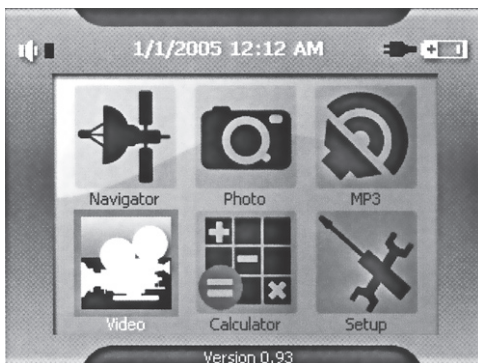 1/1/2005 12:12 AM
Navigator Photo MP3
Video Calculator Setup
Version 0.93